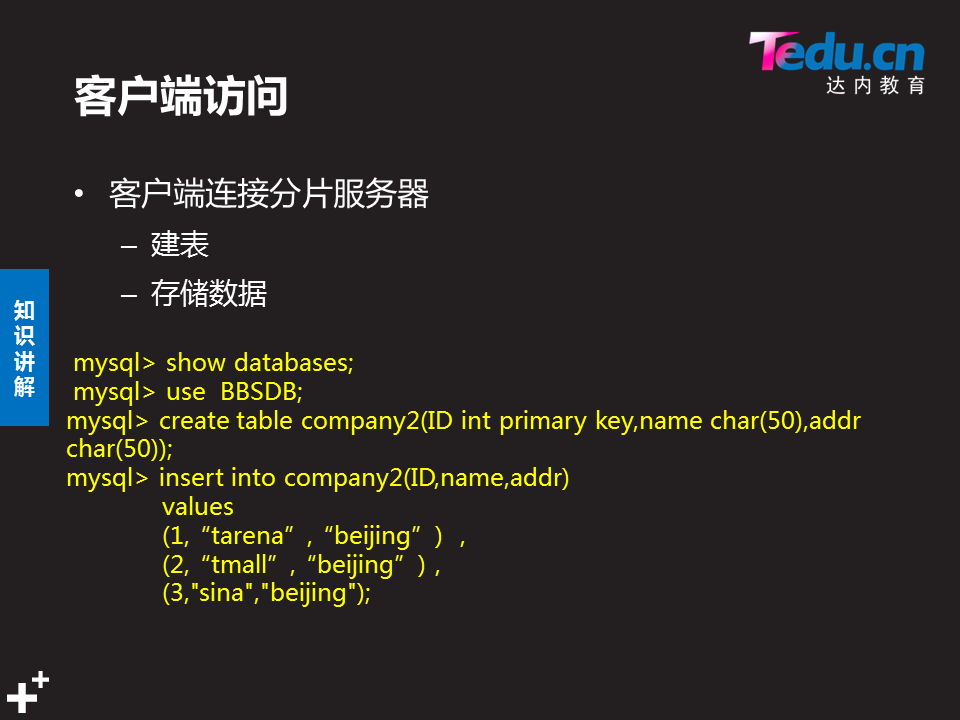 Tedu.cn
达内教育
客户端访问
• 客户端连接分片服务器
– 建表
– 存储数据
知
识
讲
解
mysql> show databases;
mysql> use  BBSDB;
mysql> create table company2(ID int primary key,name char(50),addr
char(50));
mysql> insert into company2(ID,name,addr)
values
(1,“tarena”,“beijing”) ,
(2,“tmall”,“beijing”),
(3,"sina","beijing");